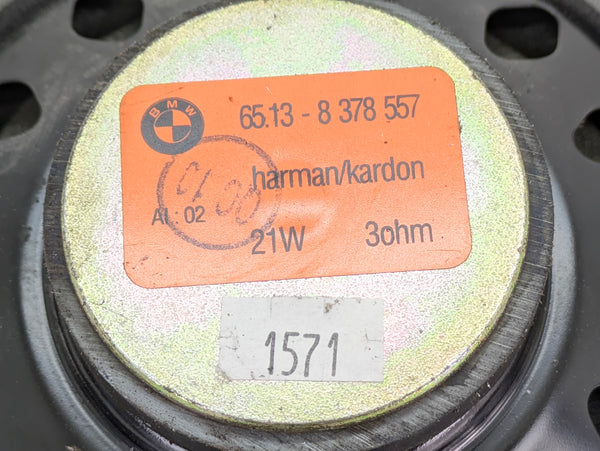 BMW
65.13 - 8 378 557
harman/kardon
AI : 02
21W 3ohm
1571